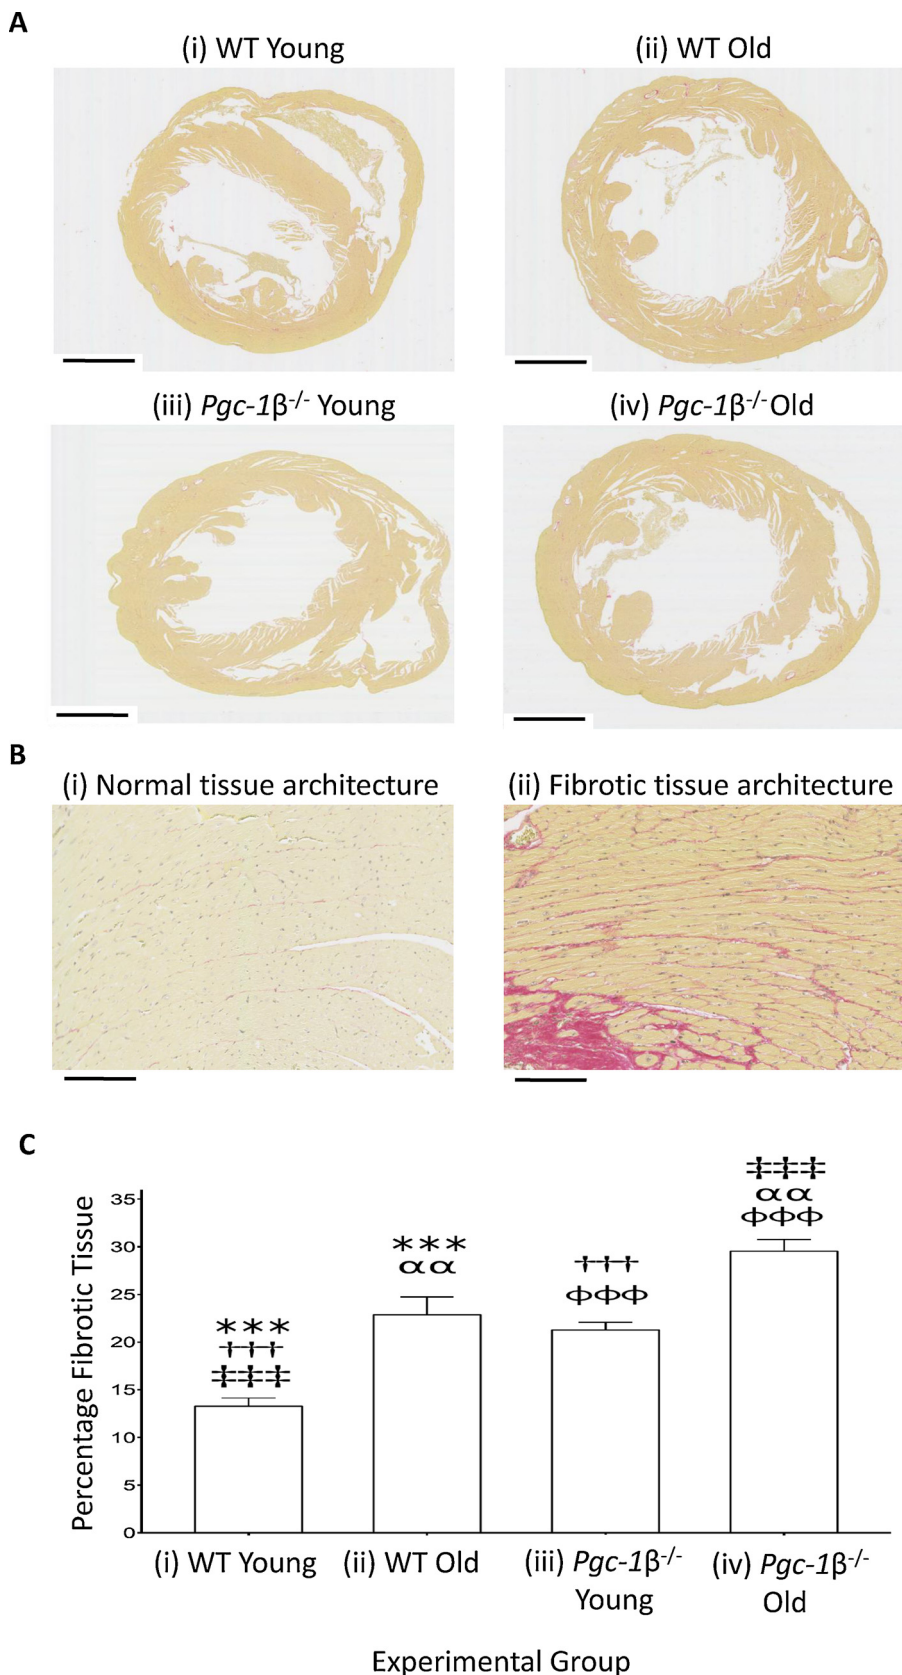 A
(i) WT Young
(ii) WT Old
(iii) Pgc-1β-/- Young
(iv) Pgc-1β-/- Old
B
(i) Normal tissue architecture
(ii) Fibrotic tissue architecture
C
Percentage Fibrotic Tissue
35
30
25
20
15
10
5
0
***
†††
‡‡‡
***
αα
†††
ϕϕϕ
‡‡‡
αα
ϕϕϕ
(i) WT Young
(ii) WT Old
(iii) Pgc-1β-/-
Young
(iv) Pgc-1β-/-
Old
Experimental Group